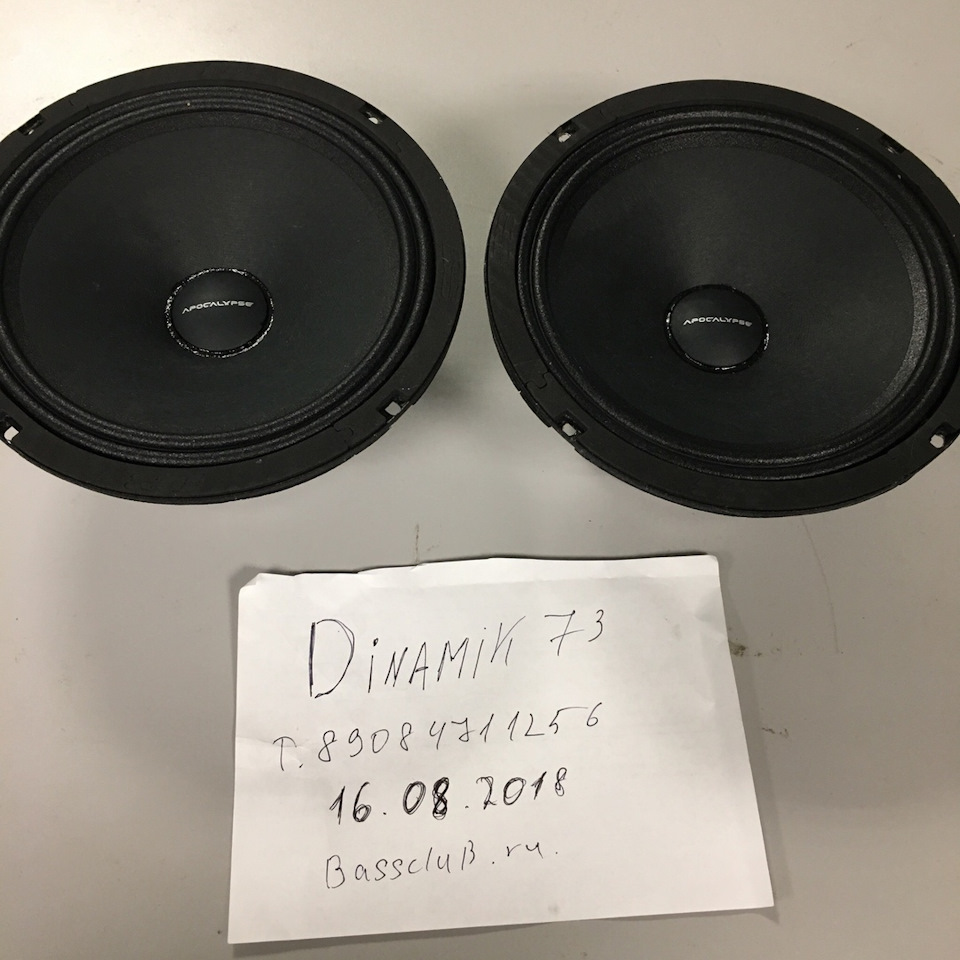 APOCALYPSE
APOCALYPSE
DiNAMiK 73
т. 89084711256
16.08.2018
BasscluB.ru.